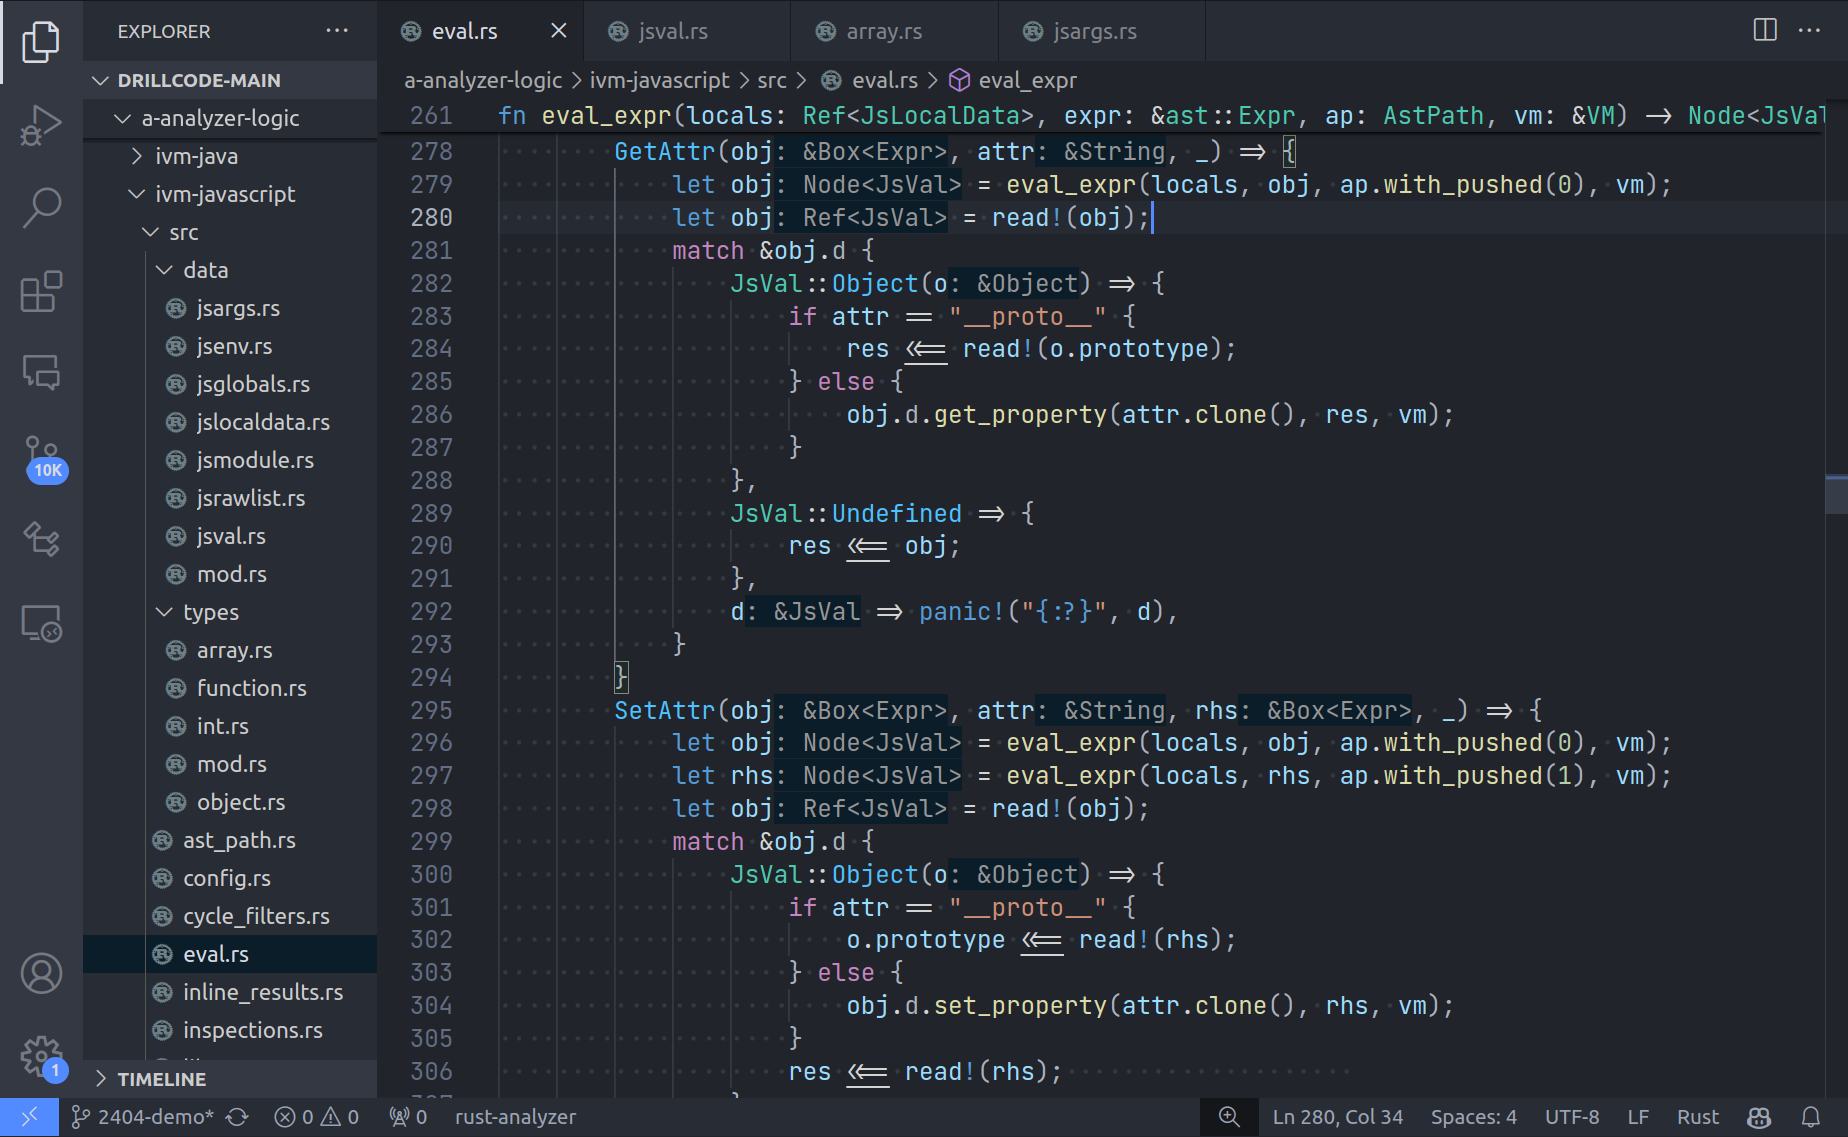 EXPLORER
DRILLCODE-MAIN
a-analyzer-logic
ivm-java
ivm-javascript
src
data
jsargs.rs
jsenv.rs
jsglobals.rs
jslocaldata.rs
jsmodule.rs
jsrawlist.rs
jsval.rs
mod.rs
types
array.rs
function.rs
int.rs
mod.rs
object.rs
ast_path.rs
config.rs
cycle_filters.rs
eval.rs
inline_results.rs
inspections.rs
TIMELINE
10K
1
eval.rs jsval.rs array.rs jsargs.rs
a-analyzer-logic > ivm-javascript > src > eval.rs > eval_expr
261 fn eval_expr(locals: Ref<JsLocalData>, expr: &ast::Expr, ap: AstPath, vm: &VM) -> Node<JsVal
278 GetAttr(obj: &Box<Expr>, attr: &String, _) => {
279 let obj: Node<JsVal> = eval_expr(locals, obj, ap.with_pushed(0), vm);
280 let obj: Ref<JsVal> = read!(obj);
281 match &obj.d {
282 JsVal::Object(o: &Object) => {
283 if attr == "__proto__" {
284 res <<= read!(o.prototype);
285 } else {
286 obj.d.get_property(attr.clone(), res, vm);
287 }
288 },
289 JsVal::Undefined => {
290 res <<= obj;
291 },
292 d: &JsVal => panic!("{:?}", d),
293 }
294 }
295 SetAttr(obj: &Box<Expr>, attr: &String, rhs: &Box<Expr>, _) => {
296 let obj: Node<JsVal> = eval_expr(locals, obj, ap.with_pushed(0), vm);
297 let rhs: Node<JsVal> = eval_expr(locals, rhs, ap.with_pushed(1), vm);
298 let obj: Ref<JsVal> = read!(obj);
299 match &obj.d {
300 JsVal::Object(o: &Object) => {
301 if attr == "__proto__" {
302 o.prototype <<= read!(rhs);
303 } else {
304 obj.d.set_property(attr.clone(), rhs, vm);
305 }
306 res <<= read!(rhs);
2404-demo* 0 0 0 rust-analyzer Ln 280, Col 34 Spaces: 4 UTF-8 LF Rust